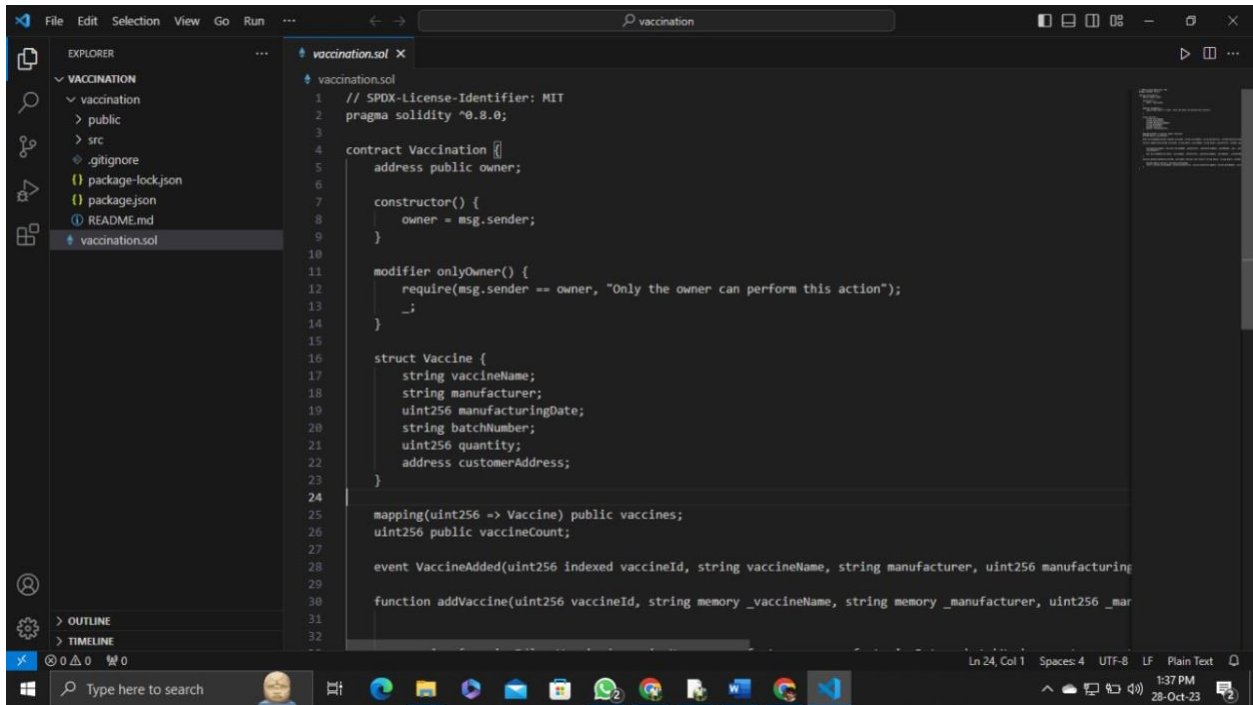 File Edit Selection View Go Run ··· vaccination
EXPLORER ···
VACCINATION
vaccination
public
src
.gitignore
{} package-lock.json
{} package.json
README.md
vaccination.sol
OUTLINE
TIMELINE
vaccination.sol ×
vaccination.sol
1 // SPDX-License-Identifier: MIT
2 pragma solidity ^0.8.0;
3
4 contract Vaccination {
5 address public owner;
6
7 constructor() {
8 owner = msg.sender;
9 }
10
11 modifier onlyOwner() {
12 require(msg.sender == owner, "Only the owner can perform this action");
13 _;
14 }
15
16 struct Vaccine {
17 string vaccineName;
18 string manufacturer;
19 uint256 manufacturingDate;
20 string batchNumber;
21 uint256 quantity;
22 address customerAddress;
23 }
24
25 mapping(uint256 => Vaccine) public vaccines;
26 uint256 public vaccineCount;
27
28 event VaccineAdded(uint256 indexed vaccineId, string vaccineName, string manufacturer, uint256 manufacturing
29
30 function addVaccine(uint256 vaccineId, string memory _vaccineName, string memory _manufacturer, uint256 _mar
31
32
0 0 0 Ln 24, Col 1 Spaces: 4 UTF-8 LF Plain Text
Type here to search 2 1:37 PM
28-Oct-23 2